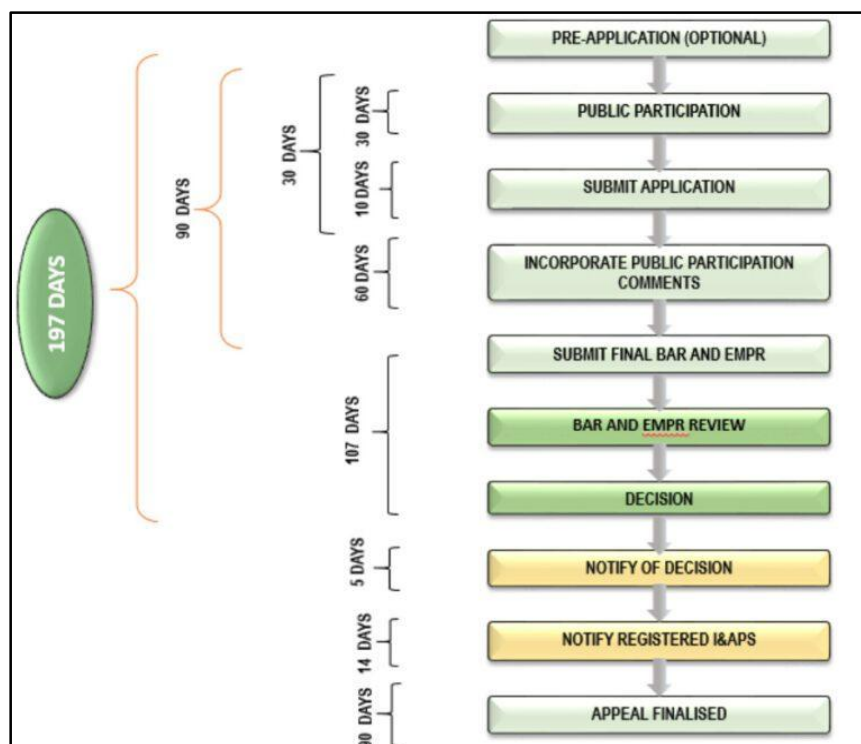 PRE-APPLICATION (OPTIONAL)
PUBLIC PARTICIPATION
SUBMIT APPLICATION
INCORPORATE PUBLIC PARTICIPATION
COMMENTS
SUBMIT FINAL BAR AND EMPR
BAR AND EMPR REVIEW
DECISION
NOTIFY OF DECISION
NOTIFY REGISTERED I&APS
APPEAL FINALISED
197 DAYS
90 DAYS
30 DAYS
30 DAYS
10 DAYS
60 DAYS
107 DAYS
5 DAYS
14 DAYS
90 DAYS